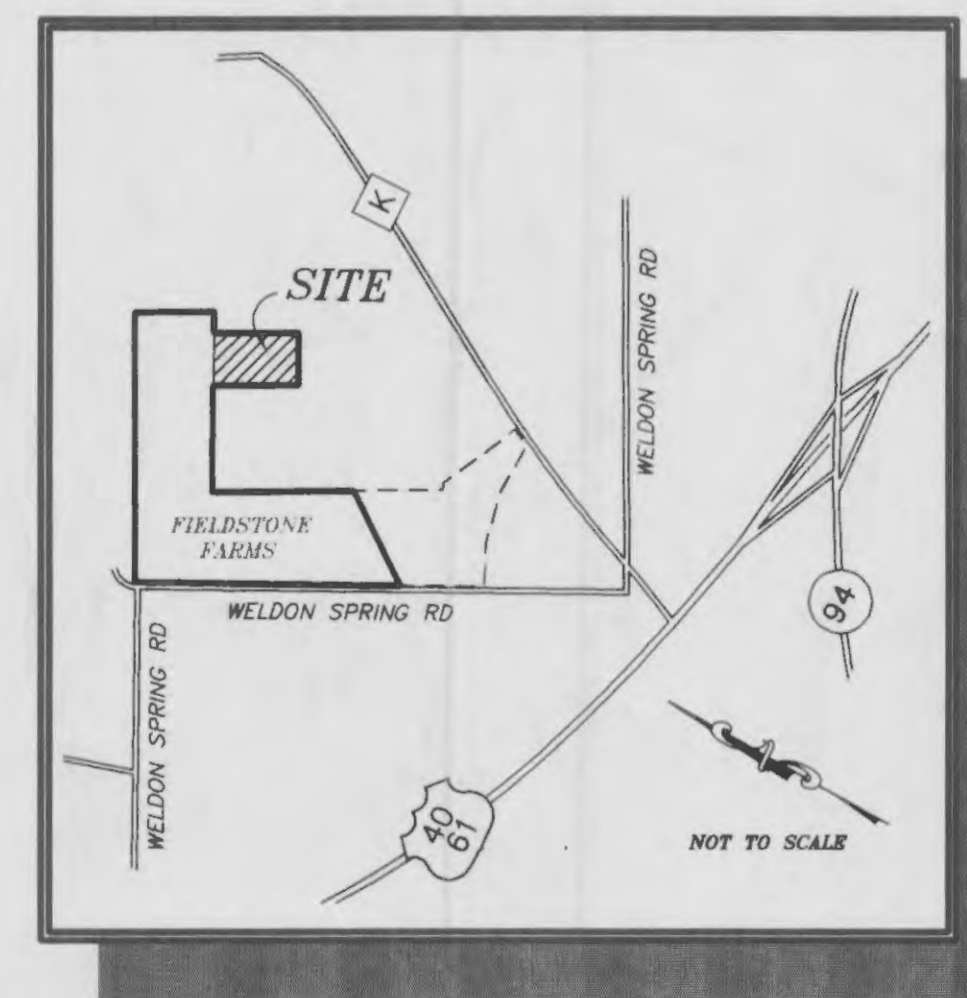 K
SITE
WELDON SPRING RD
FIELDSTONE
FARMS
WELDON SPRING RD
94
WELDON SPRING RD
40
61
NOT TO SCALE